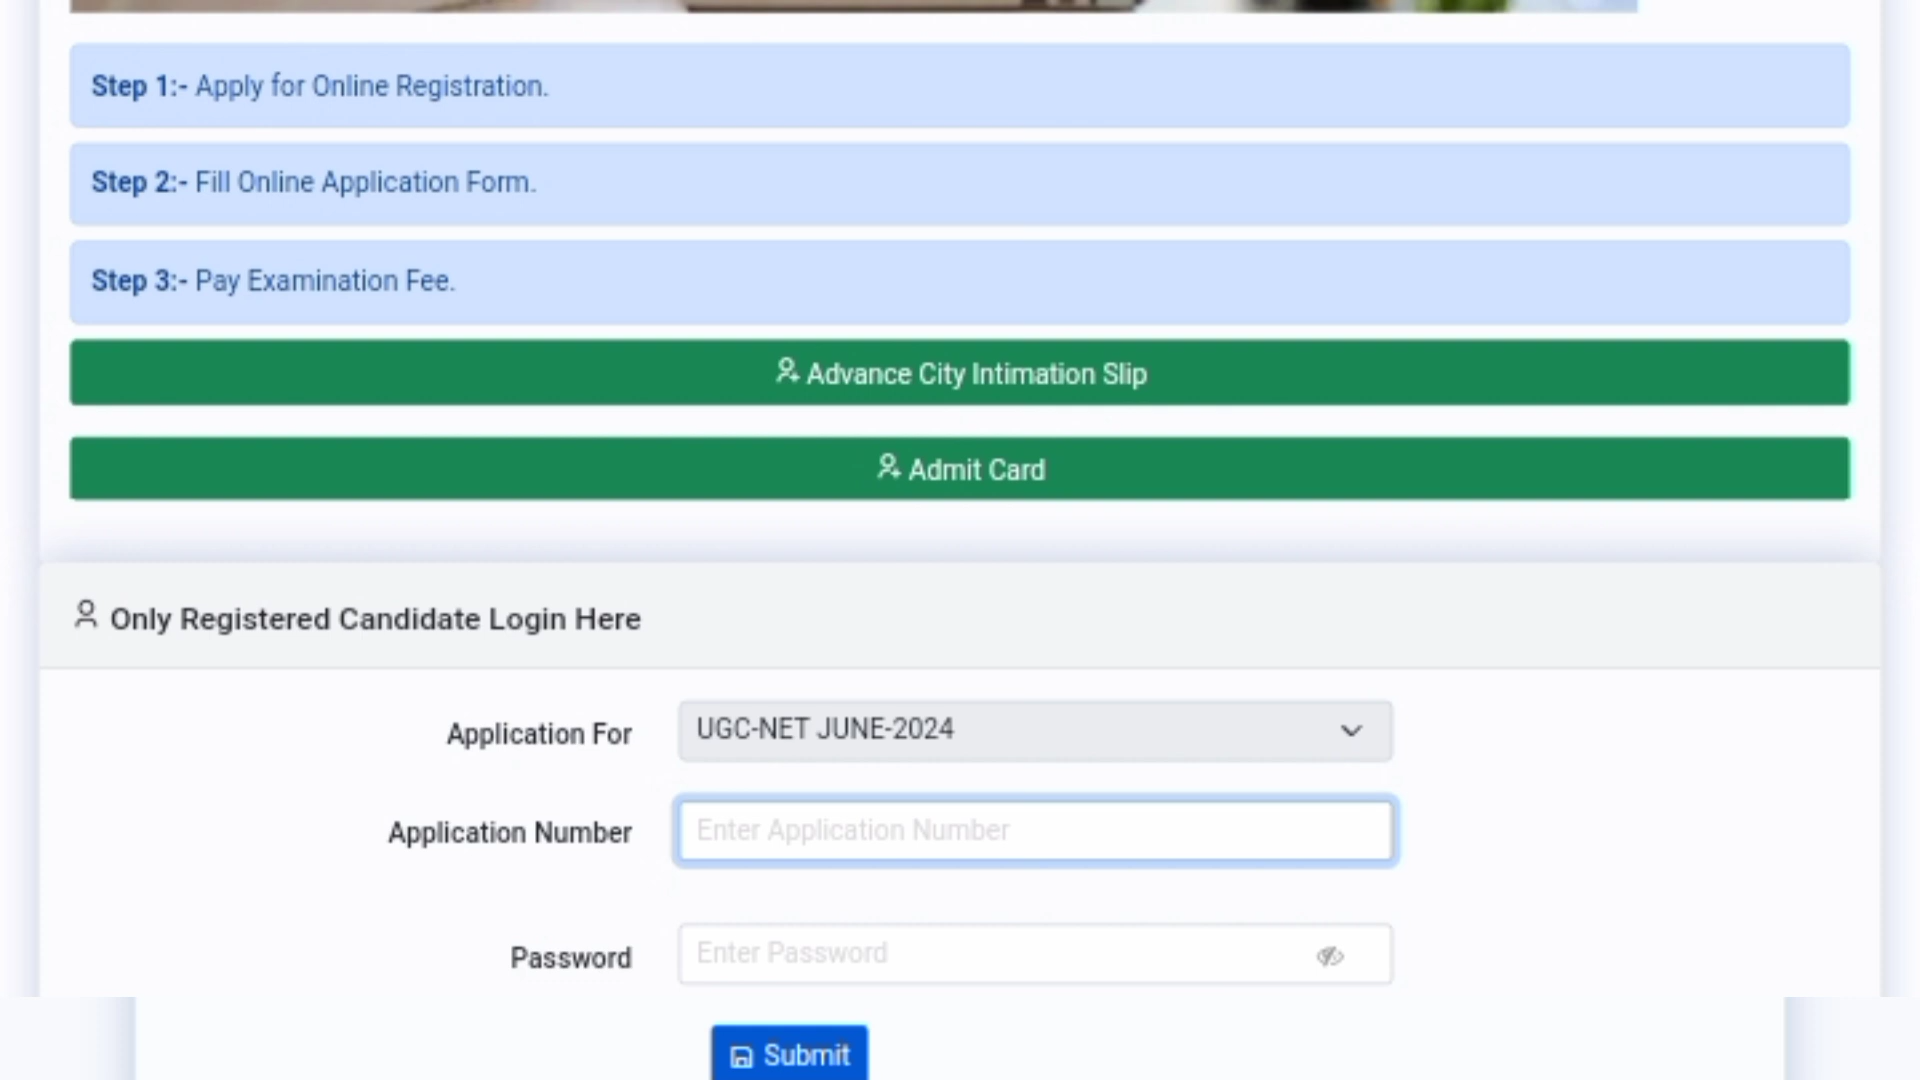 Step 1:- Apply for Online Registration.
Step 2:- Fill Online Application Form.
Step 3:- Pay Examination Fee.
Advance City Intimation Slip
Admit Card
Only Registered Candidate Login Here
Application For
UGC-NET JUNE-2024
Application Number
Enter Application Number
Password
Enter Password
Submit